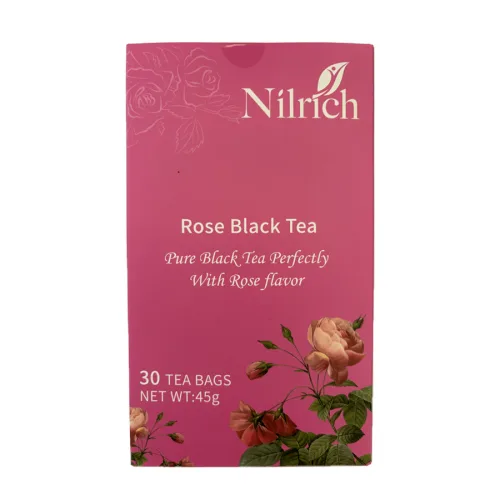 Nilrich
Rose Black Tea
Pure Black Tea Perfectly
With Rose flavor
30 TEA BAGS
NET WT:45g